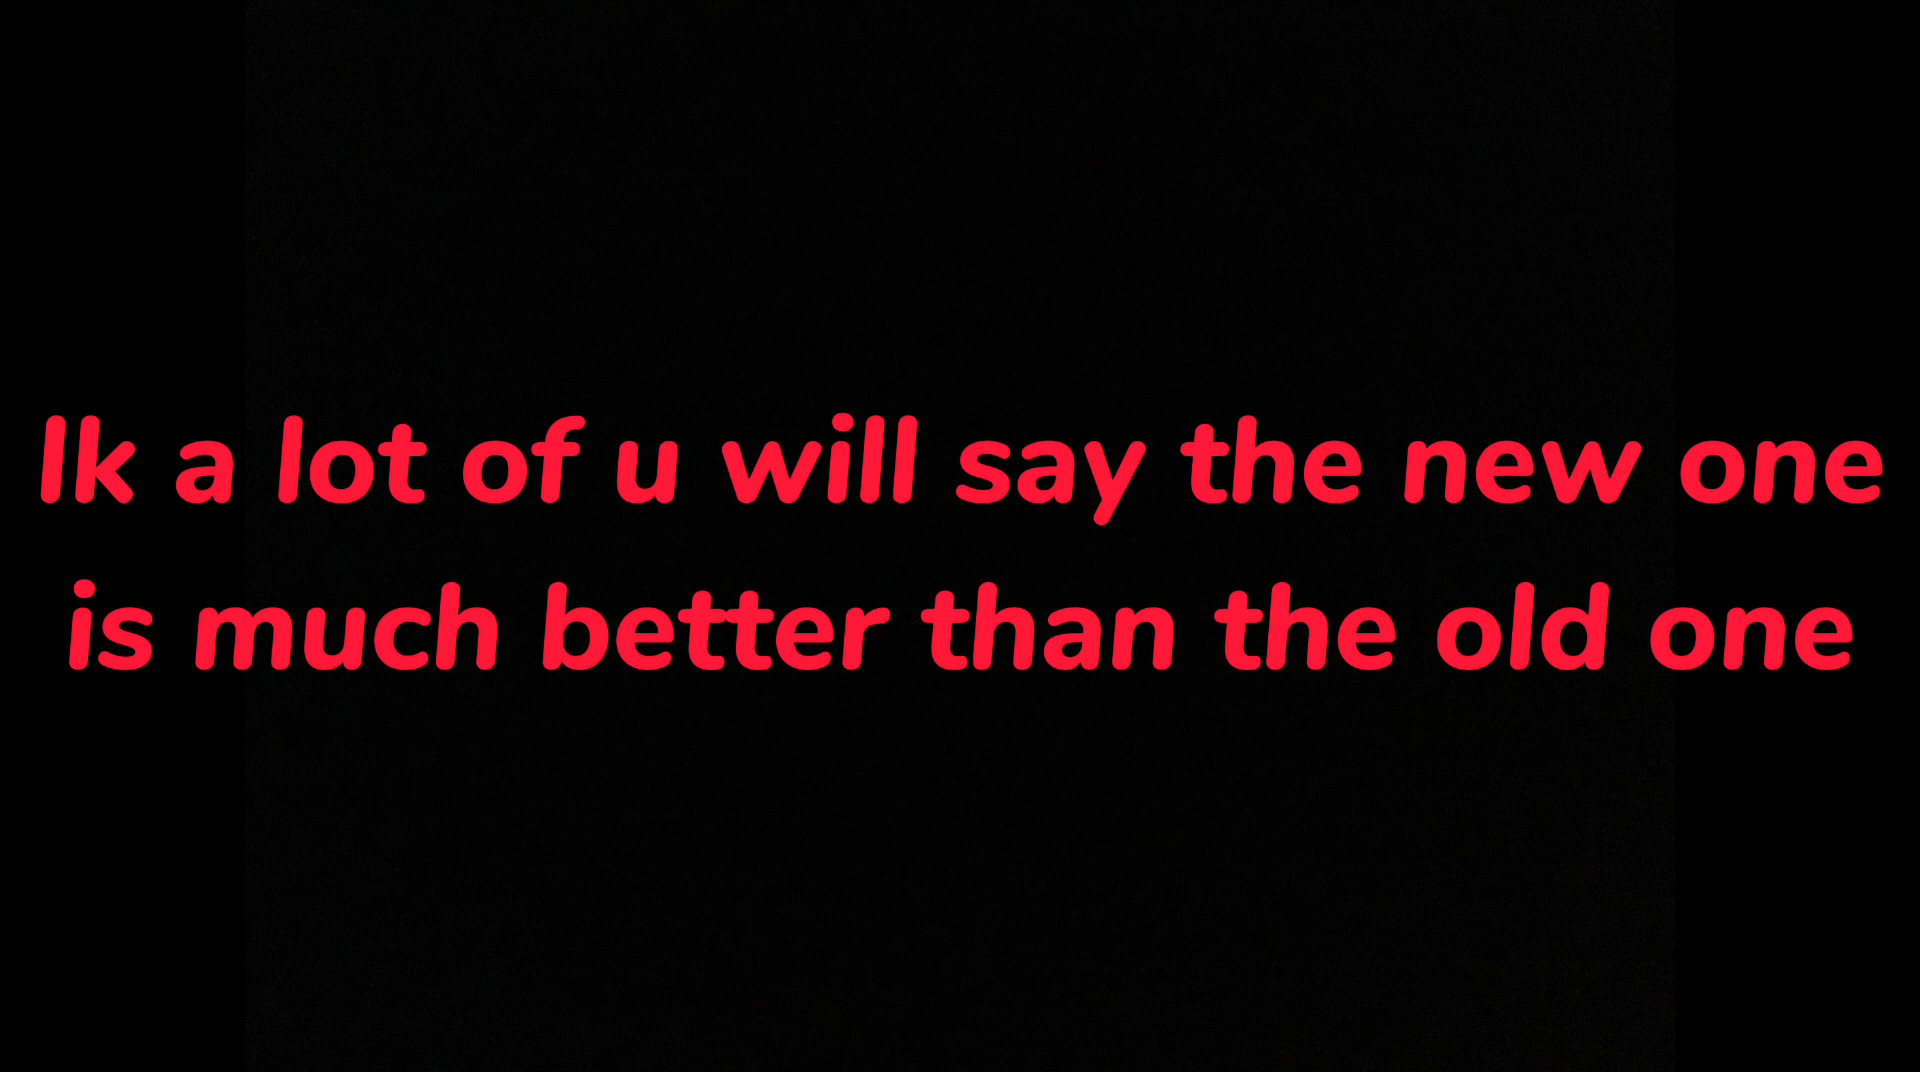 Ik a lot of u will say the new one
is much better than the old one